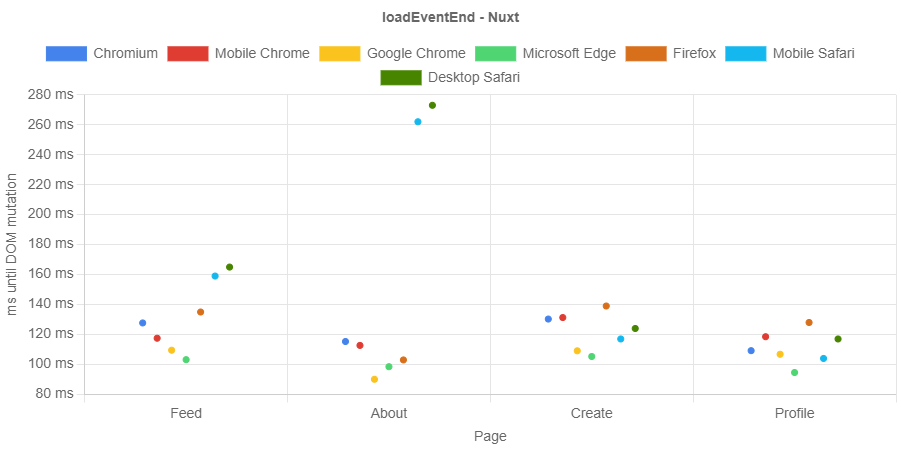 loadEventEnd - Nuxt
Chromium Mobile Chrome Google Chrome Microsoft Edge Firefox Mobile Safari
Desktop Safari
280 ms
260 ms
240 ms
220 ms
200 ms
180 ms
160 ms
140 ms
120 ms
100 ms
80 ms
ms until DOM mutation
Feed About Create Profile
Page